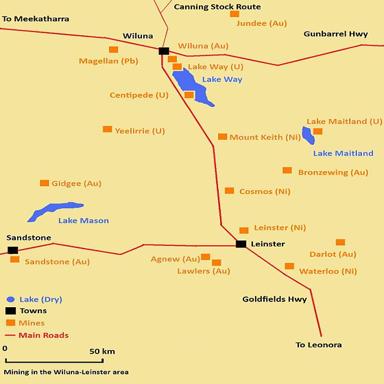 Canning Stock Route
To Meekatharra
Jundee (Au)
Gunbarrel Hwy
Wiluna
Wiluna (Au)
Magellan (Pb)
Lake Way (U)
Lake Way
Centipede (U)
Lake Maitland (U)
Yeelirrie (U)
Mount Keith (Ni)
Lake Maitland
Bronzewing (Au)
Gidgee (Au)
Cosmos (Ni)
Lake Mason
Leinster (Ni)
Sandstone
Leinster
Sandstone (Au)
Agnew (Au)
Darlot (Au)
Lawlers (Au)
Waterloo (Ni)
Lake (Dry)
Goldfields Hwy
Towns
Mines
Main Roads
To Leonora
0 50 km
Mining in the Wiluna-Leinster area